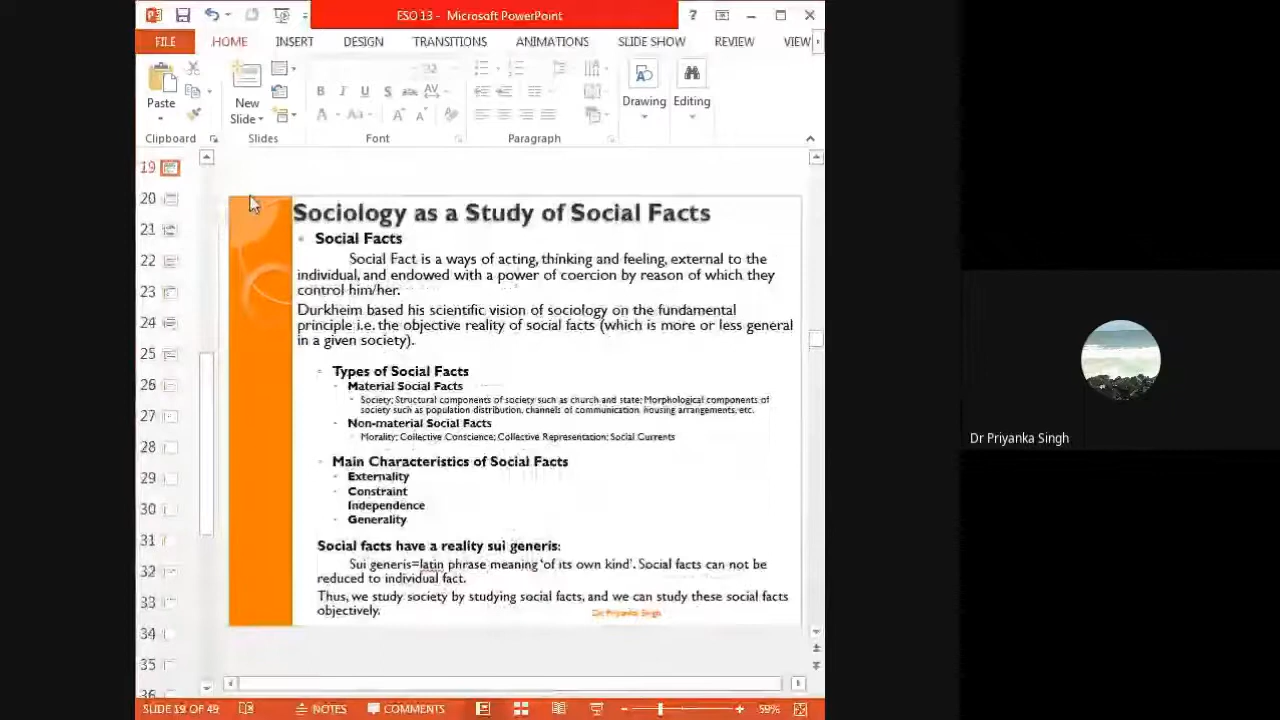 ESO 13 - Microsoft PowerPoint
FILE HOME INSERT DESIGN TRANSITIONS ANIMATIONS SLIDE SHOW REVIEW VIEW
Paste
New
Slide
Drawing
Editing
Clipboard
Slides
Font
Paragraph
19
20
21
22
23
24
25
26
27
28
29
30
31
32
33
34
35
36
Sociology as a Study of Social Facts
Social Facts
Social Fact is a ways of acting, thinking and feeling, external to the
individual, and endowed with a power of coercion by reason of which they
control him/her.
Durkheim based his scientific vision of sociology on the fundamental
principle i.e. the objective reality of social facts (which is more or less general
in a given society).
Types of Social Facts
Material Social Facts
Society; Structural components of society such as church and state; Morphological components of
society such as population distribution, channels of communication, housing arrangements, etc.
Non-material Social Facts
Morality; Collective Conscience; Collective Representation; Social Currents
Main Characteristics of Social Facts
Externality
Constraint
Independence
Generality
Social facts have a reality sui generis:
Sui generis=latin phrase meaning 'of its own kind'. Social facts can not be
reduced to individual fact.
Thus, we study society by studying social facts, and we can study these social facts
objectively.
Dr. Priyanka Singh
SLIDE 19 OF 49 NOTES COMMENTS 59%
Dr Priyanka Singh